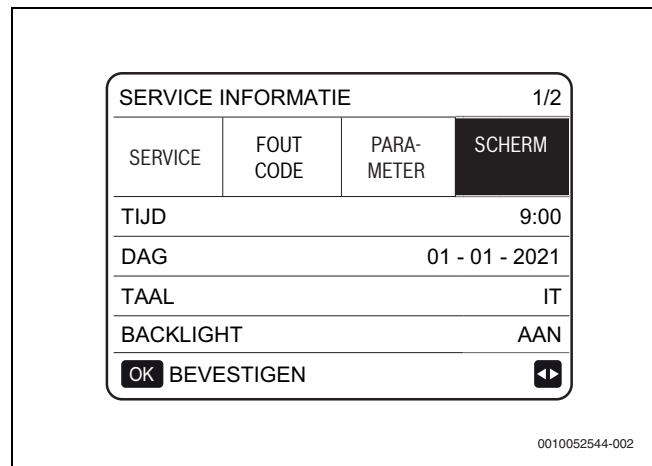 SERVICE INFORMATIE 1/2
SERVICE FOUT CODE PARA-METER SCHERM
TIJD 9:00
DAG 01 - 01 - 2021
TAAL IT
BACKLIGHT AAN
OK BEVESTIGEN
0010052544-002